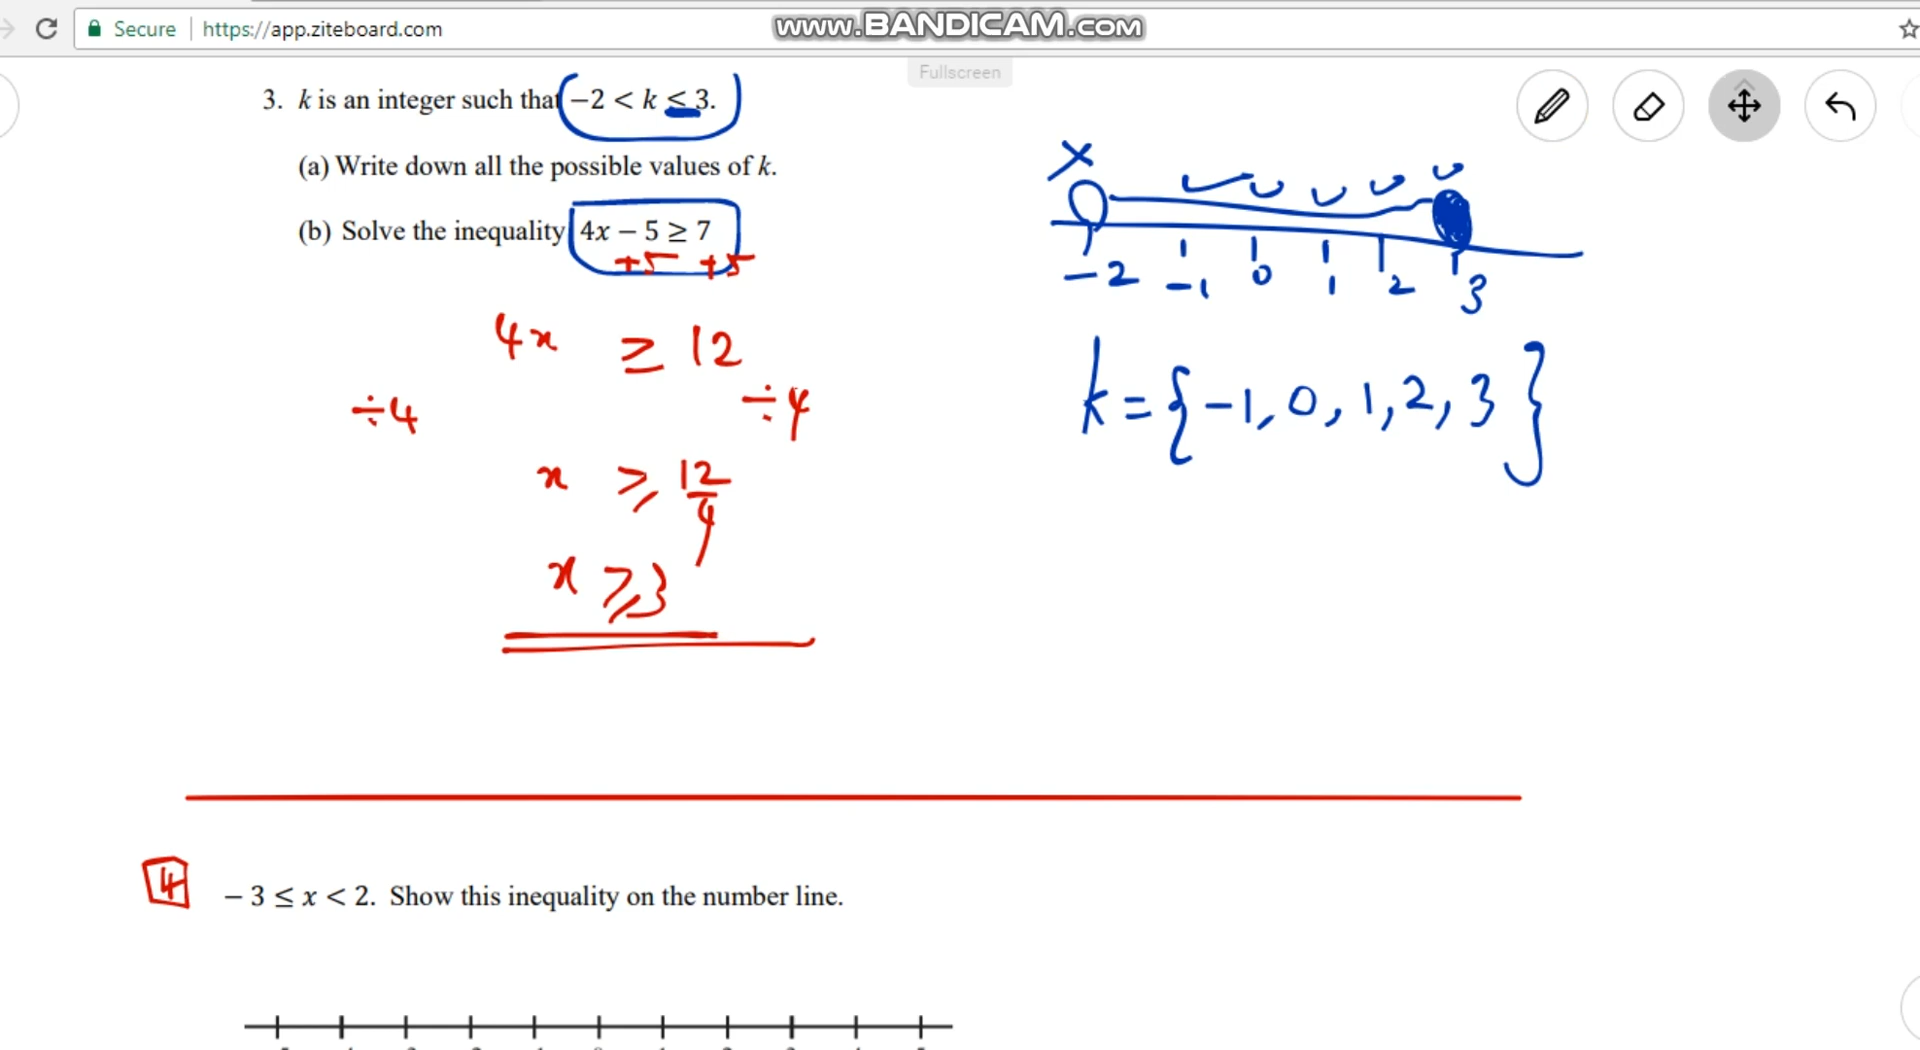 Secure https://app.ziteboard.com
www.BANDICAM.com
Fullscreen
3. k is an integer such that −2 < k ≤ 3.
(a) Write down all the possible values of k.
(b) Solve the inequality 4x − 5 ≥ 7
+5 +5
4x ≥ 12
÷4 ÷4
x ≥ 12/4
x ≥ 3
x
−2 −1 0 1 2 3
k = { −1, 0, 1, 2, 3 }
4
− 3 ≤ x < 2. Show this inequality on the number line.